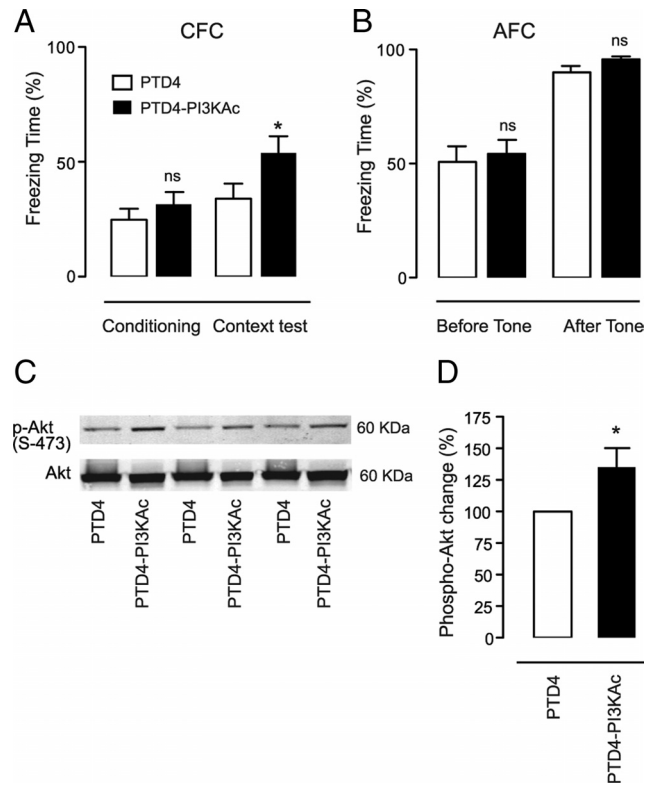 A
CFC
Freezing Time (%)
100
50
0
PTD4
PTD4-PI3KAc
ns
*
Conditioning
Context test
B
AFC
Freezing Time (%)
100
50
0
ns
ns
Before Tone
After Tone
C
p-Akt
(S-473)
60 KDa
Akt
60 KDa
PTD4
PTD4-PI3KAc
PTD4
PTD4-PI3KAc
PTD4
PTD4-PI3KAc
D
Phospho-Akt change (%)
175
150
125
100
75
50
25
0
*
PTD4
PTD4-PI3KAc